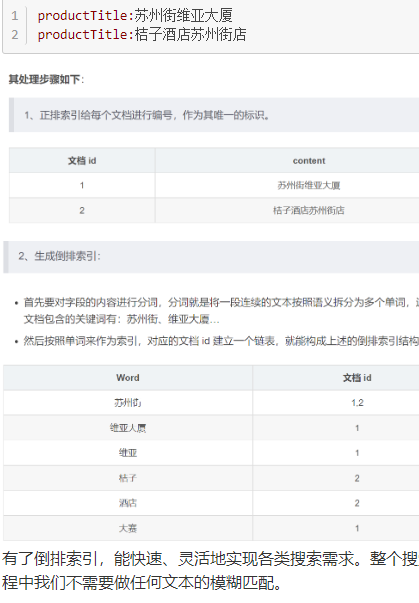 1 productTitle:苏州街维亚大厦
2 productTitle:桔子酒店苏州街店
其处理步骤如下：
1、正排索引给每个文档进行编号，作为其唯一的标识。
文档 id content
1 苏州街维亚大厦
2 桔子酒店苏州街店
2、生成倒排索引：
首先要对字段的内容进行分词，分词就是将一段连续的文本按照语义拆分为多个单词，
文档包含的关键词有：苏州街、维亚大厦...
然后按照单词来作为索引，对应的文档 id 建立一个链表，就能构成上述的倒排索引结构
Word 文档 id
苏州街 1,2
维亚大厦 1
维亚 1
桔子 2
酒店 2
大赛 1
有了倒排索引，能快速、灵活地实现各类搜索需求。整个搜
程中我们不需要做任何文本的模糊匹配。